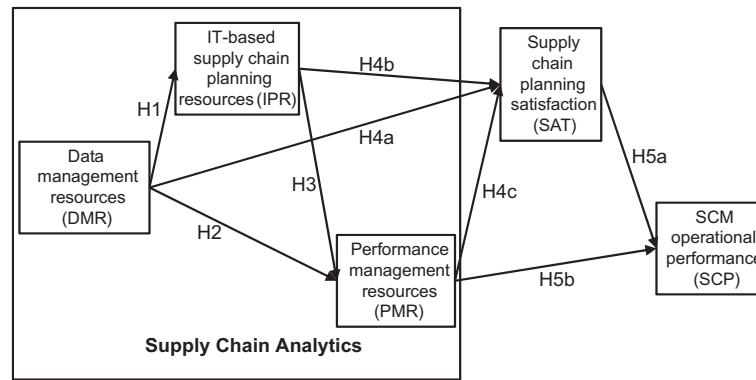 IT-based
supply chain
planning
resources (IPR)
Supply
chain
planning
satisfaction
(SAT)
H4b
H1
H4a
H5a
Data
management
resources
(DMR)
H3
H4c
H2
SCM
operational
performance
(SCP)
Performance
management
resources
(PMR)
H5b
Supply Chain Analytics